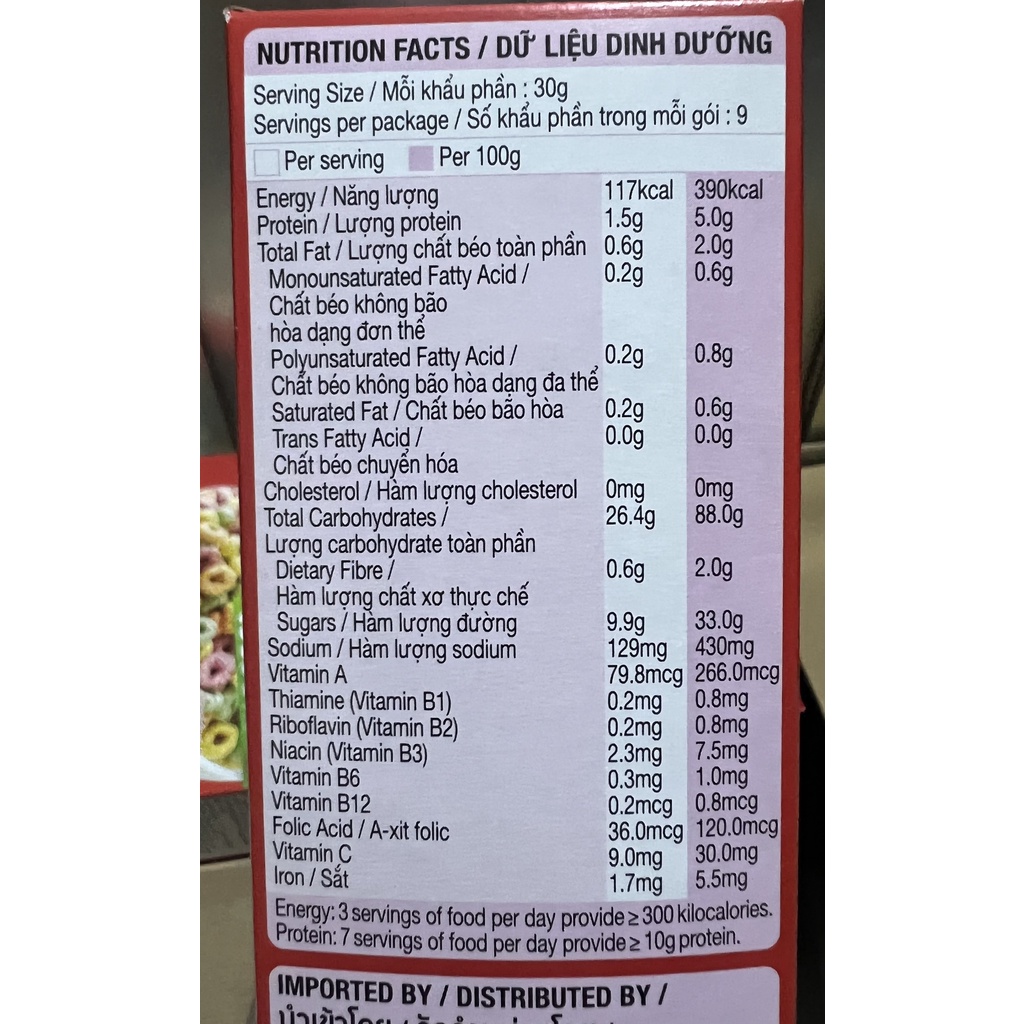 NUTRITION FACTS / DỮ LIỆU DINH DƯỠNG
Serving Size / Mỗi khẩu phần : 30g
Servings per package / Số khẩu phần trong mỗi gói : 9
Per serving Per 100g
Energy / Năng lượng 117kcal 390kcal
Protein / Lượng protein 1.5g 5.0g
Total Fat / Lượng chất béo toàn phần 0.6g 2.0g
Monounsaturated Fatty Acid / 0.2g 0.6g
Chất béo không bão
hòa dạng đơn thể
Polyunsaturated Fatty Acid / 0.2g 0.8g
Chất béo không bão hòa dạng đa thể
Saturated Fat / Chất béo bão hòa 0.2g 0.6g
Trans Fatty Acid / 0.0g 0.0g
Chất béo chuyển hóa
Cholesterol / Hàm lượng cholesterol 0mg 0mg
Total Carbohydrates / 26.4g 88.0g
Lượng carbohydrate toàn phần
Dietary Fibre / 0.6g 2.0g
Hàm lượng chất xơ thực chế
Sugars / Hàm lượng đường 9.9g 33.0g
Sodium / Hàm lượng sodium 129mg 430mg
Vitamin A 79.8mcg 266.0mcg
Thiamine (Vitamin B1) 0.2mg 0.8mg
Riboflavin (Vitamin B2) 0.2mg 0.8mg
Niacin (Vitamin B3) 2.3mg 7.5mg
Vitamin B6 0.3mg 1.0mg
Vitamin B12 0.2mcg 0.8mcg
Folic Acid / A-xit folic 36.0mcg 120.0mcg
Vitamin C 9.0mg 30.0mg
Iron / Sắt 1.7mg 5.5mg
Energy: 3 servings of food per day provide ≥ 300 kilocalories.
Protein: 7 servings of food per day provide ≥ 10g protein.
IMPORTED BY / DISTRIBUTED BY /
นำเข้าโดย /